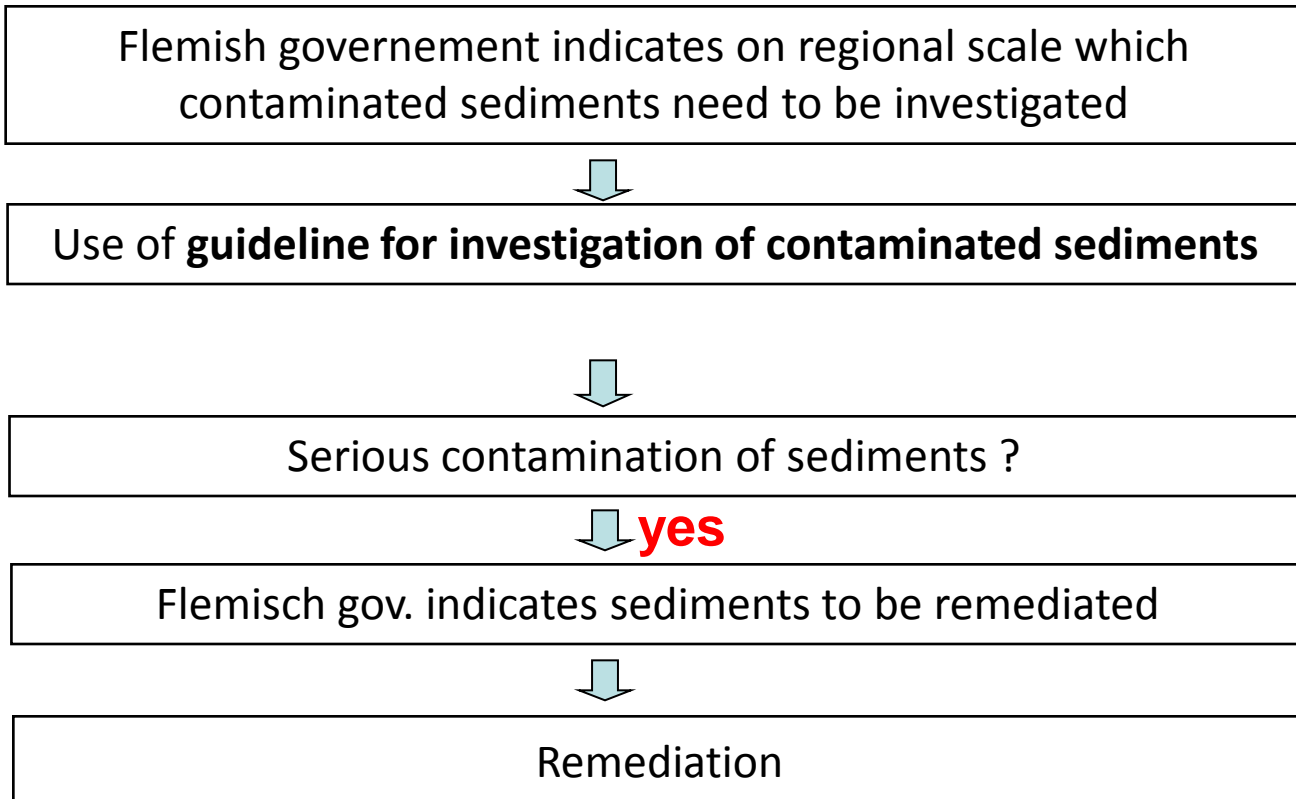 Flemish governement indicates on regional scale which
contaminated sediments need to be investigated
Use of guideline for investigation of contaminated sediments
Serious contamination of sediments ?
yes
Flemisch gov. indicates sediments to be remediated
Remediation